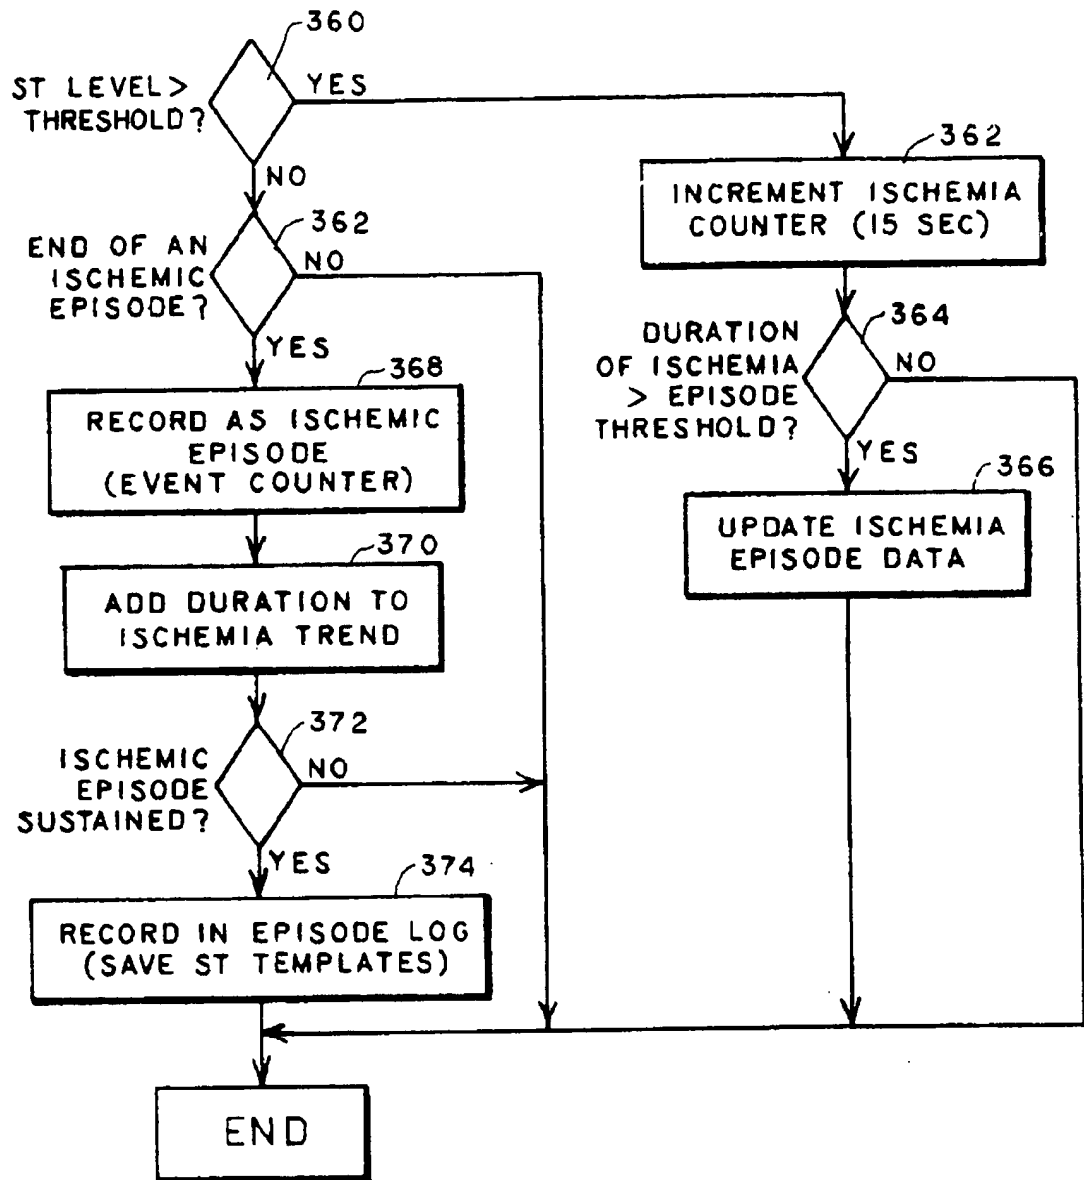 360
ST LEVEL >
THRESHOLD?
YES
NO
362
INCREMENT ISCHEMIA
COUNTER (15 SEC)
362
END OF AN
ISCHEMIC
EPISODE?
NO
YES
364
DURATION
OF ISCHEMIA
> EPISODE
THRESHOLD?
NO
YES
368
RECORD AS ISCHEMIC
EPISODE
(EVENT COUNTER)
366
UPDATE ISCHEMIA
EPISODE DATA
370
ADD DURATION TO
ISCHEMIA TREND
372
ISCHEMIC
EPISODE
SUSTAINED?
NO
YES
374
RECORD IN EPISODE LOG
(SAVE ST TEMPLATES)
END